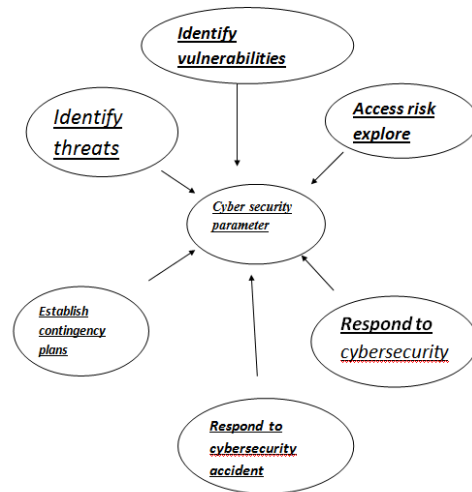 Identify
vulnerabilities
Access risk
explore
Identify
threats
Cyber security
parameter
Establish
contingency
plans
Respond to
cybersecurity
Respond to
cybersecurity
accident